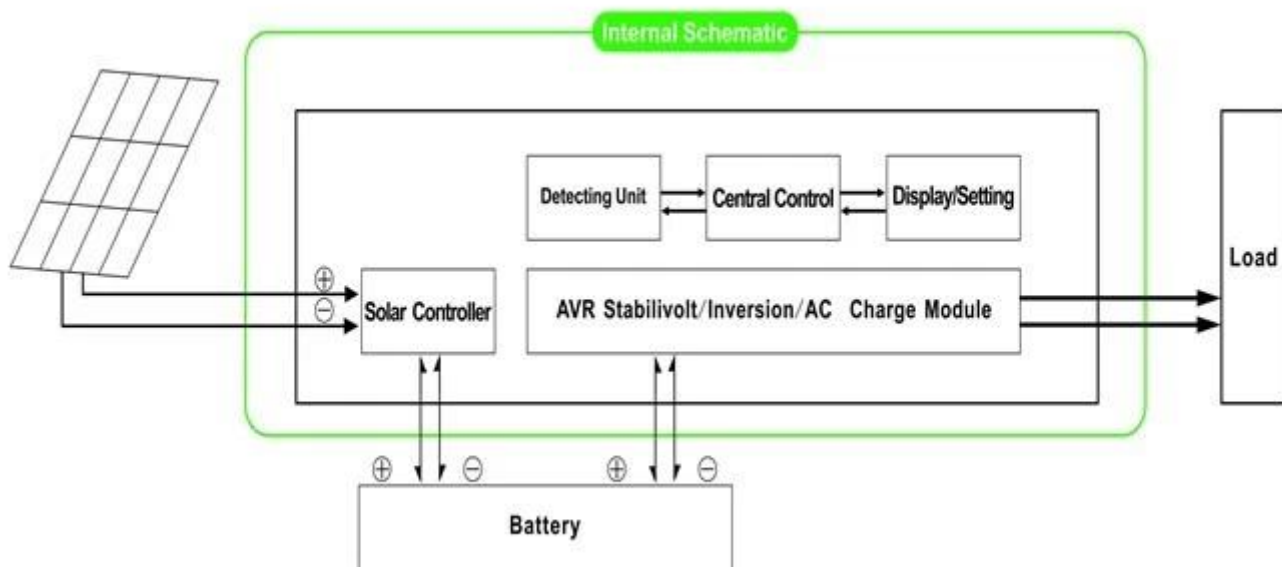 Internal Schematic
Detecting Unit
Central Control
Display/Setting
Load
⊕
⊖
Solar Controller
AVR Stabilivolt/Inversion/AC Charge Module
⊕ ⊖ ⊕ ⊖
Battery